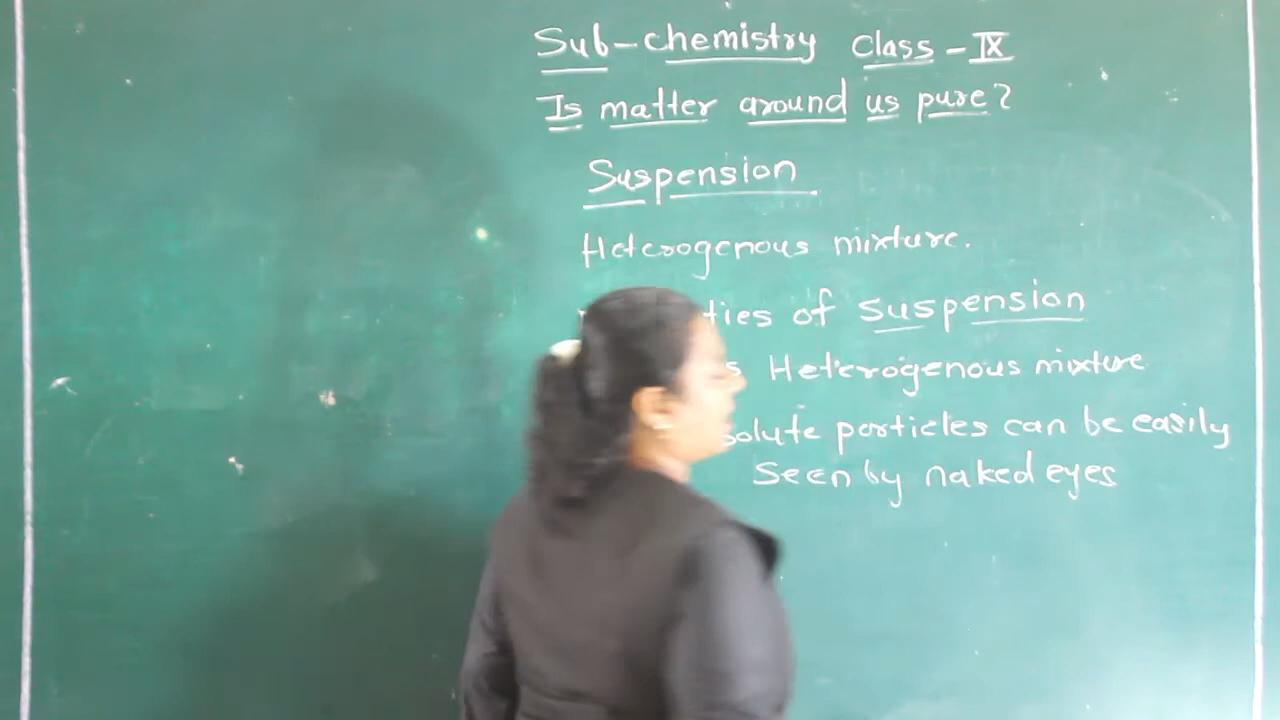 Sub-chemistry Class - IX
Is matter around us pure?
Suspension
Heterogenous mixture.
of suspension
Heterogenous mixture
solute particles can be easily
seen by naked eyes